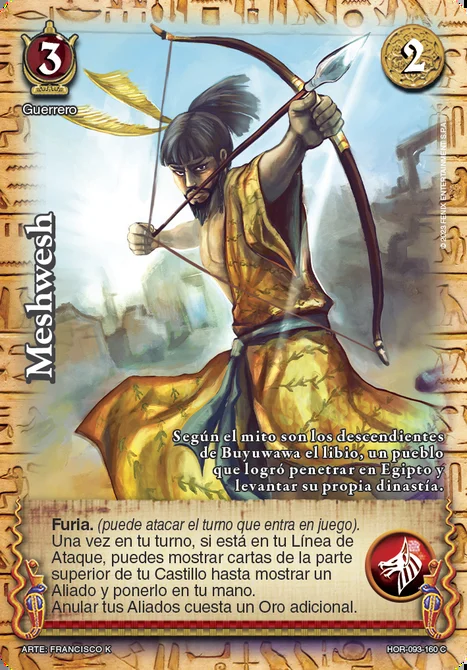 3
2
Guerrero
© 2023 FENIX ENTERTAINMENT S.P.A.
Meshwesh
Según el mito son los descendientes
de Buyuwawa el libio, un pueblo
que logró penetrar en Egipto y
levantar su propia dinastía.
Furia. (puede atacar el turno que entra en juego).
Una vez en tu turno, si está en tu Línea de
Ataque, puedes mostrar cartas de la parte
superior de tu Castillo hasta mostrar un
Aliado y ponerlo en tu mano.
Anular tus Aliados cuesta un Oro adicional.
ARTE: FRANCISCO K
HOR-093-160 C